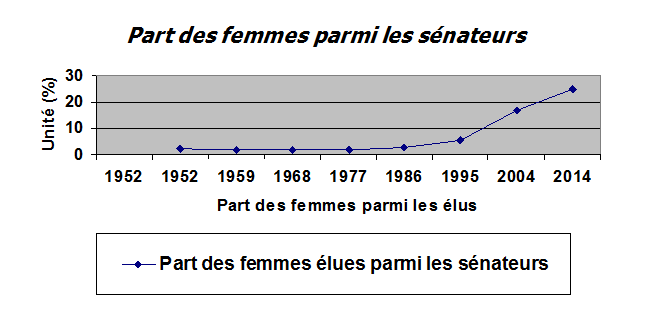 Part des femmes parmi les sénateurs
Unité (%)
30
20
10
0
1952 1952 1959 1968 1977 1986 1995 2004 2014
Part des femmes parmi les élus
Part des femmes élues parmi les sénateurs